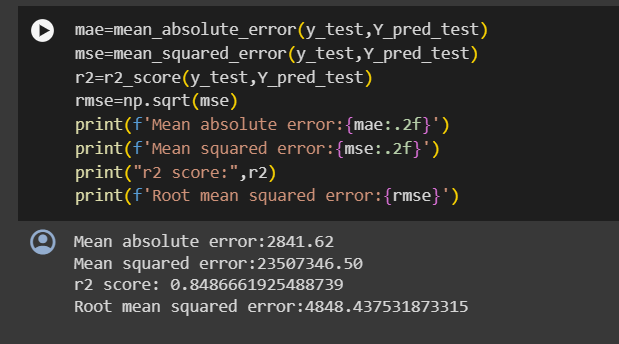 mae=mean_absolute_error(y_test,Y_pred_test)
mse=mean_squared_error(y_test,Y_pred_test)
r2=r2_score(y_test,Y_pred_test)
rmse=np.sqrt(mse)
print(f'Mean absolute error:{mae:.2f}')
print(f'Mean squared error:{mse:.2f}')
print("r2 score:",r2)
print(f'Root mean squared error:{rmse}')
Mean absolute error:2841.62
Mean squared error:23507346.50
r2 score: 0.8486661925488739
Root mean squared error:4848.437531873315